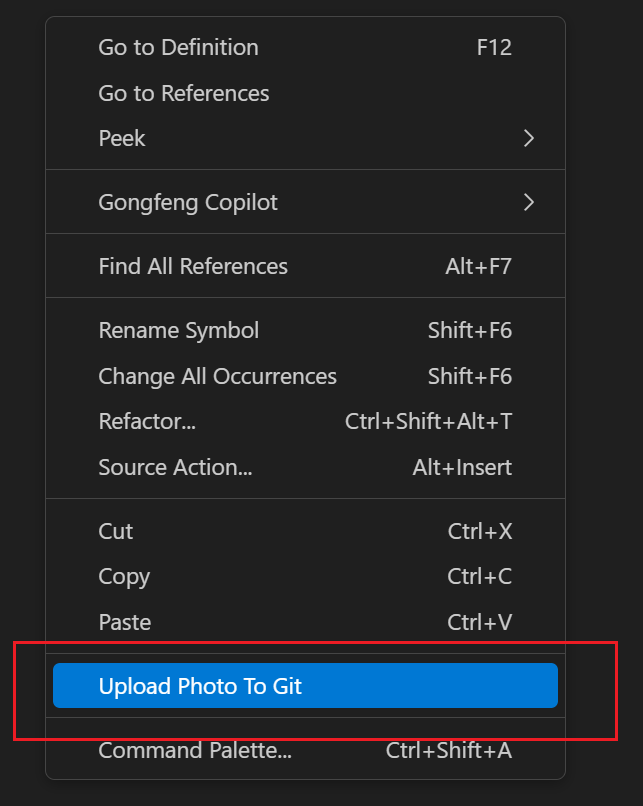 Go to Definition F12
Go to References
Peek
Gongfeng Copilot
Find All References Alt+F7
Rename Symbol Shift+F6
Change All Occurrences Shift+F6
Refactor... Ctrl+Shift+Alt+T
Source Action... Alt+Insert
Cut Ctrl+X
Copy Ctrl+C
Paste Ctrl+V
Upload Photo To Git
Command Palette... Ctrl+Shift+A